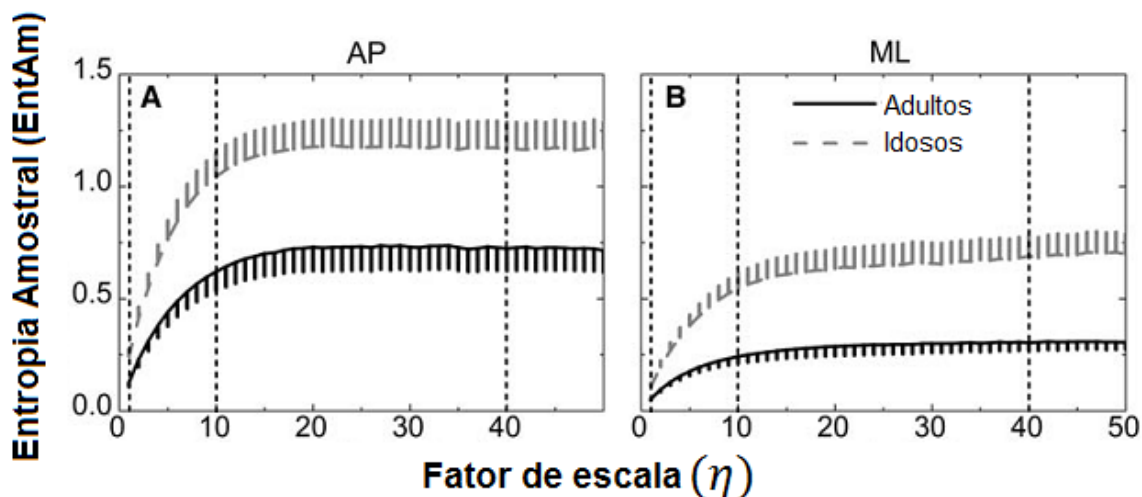 AP
ML
Entropia Amostral (EntAm)
1.5
1.0
0.5
0.0
A
B
Adultos
Idosos
0 10 20 30 40
0 10 20 30 40 50
Fator de escala (η)